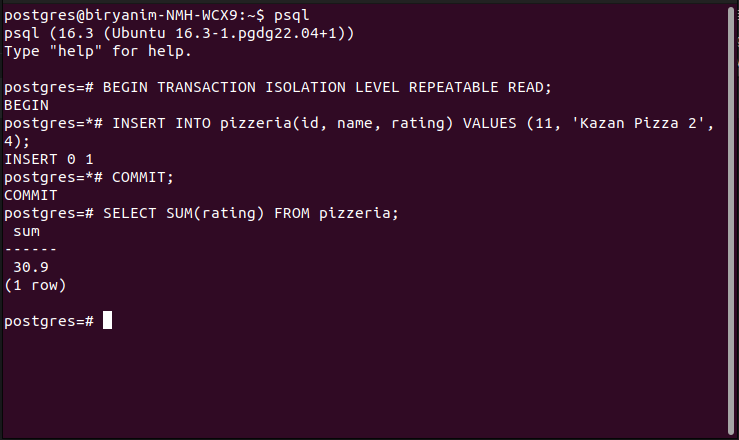 postgres@biryanim-NMH-WCX9:~$ psql
psql (16.3 (Ubuntu 16.3-1.pgdg22.04+1))
Type "help" for help.
postgres=# BEGIN TRANSACTION ISOLATION LEVEL REPEATABLE READ;
BEGIN
postgres=*# INSERT INTO pizzeria(id, name, rating) VALUES (11, 'Kazan Pizza 2',
4);
INSERT 0 1
postgres=*# COMMIT;
COMMIT
postgres=# SELECT SUM(rating) FROM pizzeria;
 sum
------
 30.9
(1 row)
postgres=#